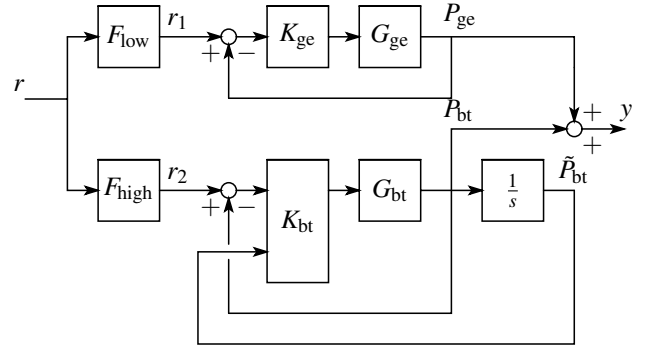 P_ge
F_low r_1 + − K_ge G_ge
r
P_bt
+ y
+
P̃_bt
F_high r_2 + − K_bt G_bt 1/s